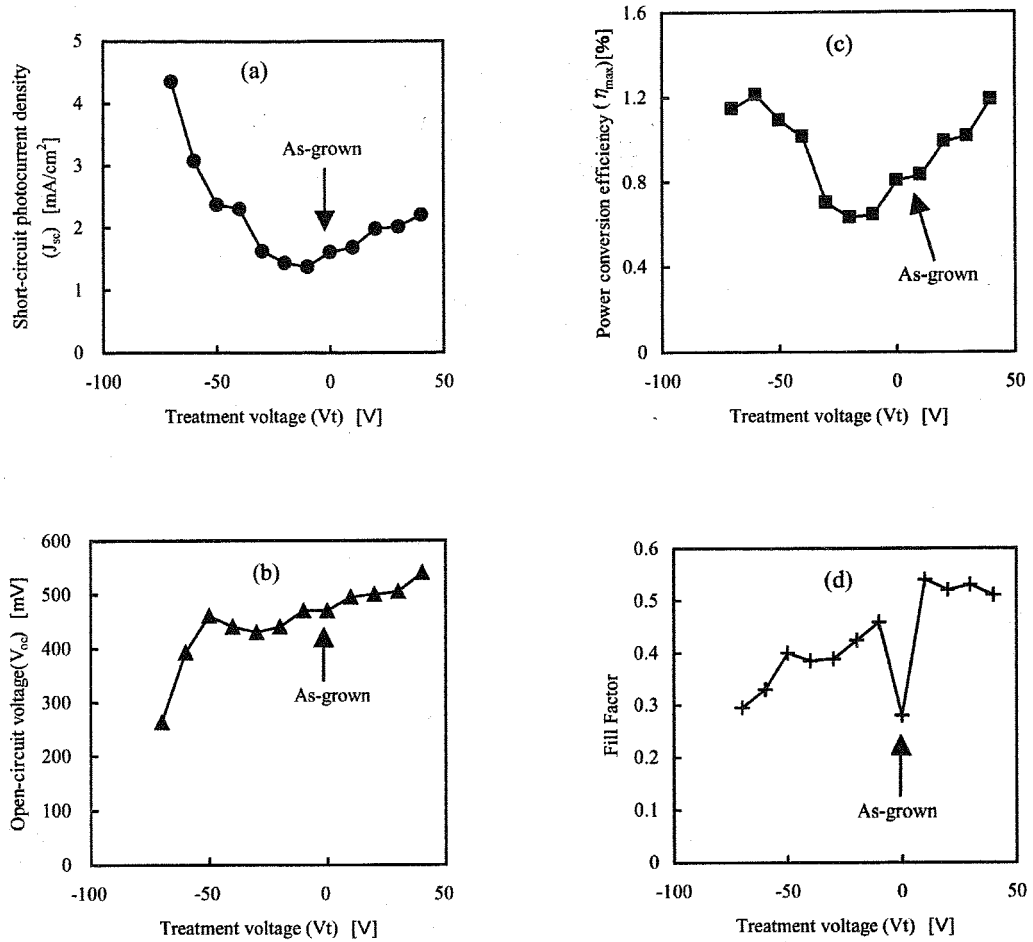 Short-circuit photocurrent density
(Jsc) [mA/cm²]
5
4
3
2
1
0
(a)
As-grown
-100
-50
0
50
Treatment voltage (Vt) [V]
Power conversion efficiency (ηmax)[%]
1.6
1.2
0.8
0.4
0
(c)
As-grown
-100
-50
0
50
Treatment voltage (Vt) [V]
Open-circuit voltage(Voc) [mV]
600
500
400
300
200
100
0
(b)
As-grown
-100
-50
0
50
Treatment voltage (Vt) [V]
Fill Factor
0.6
0.5
0.4
0.3
0.2
0.1
0
(d)
As-grown
-100
-50
0
50
Treatment voltage (Vt) [V]